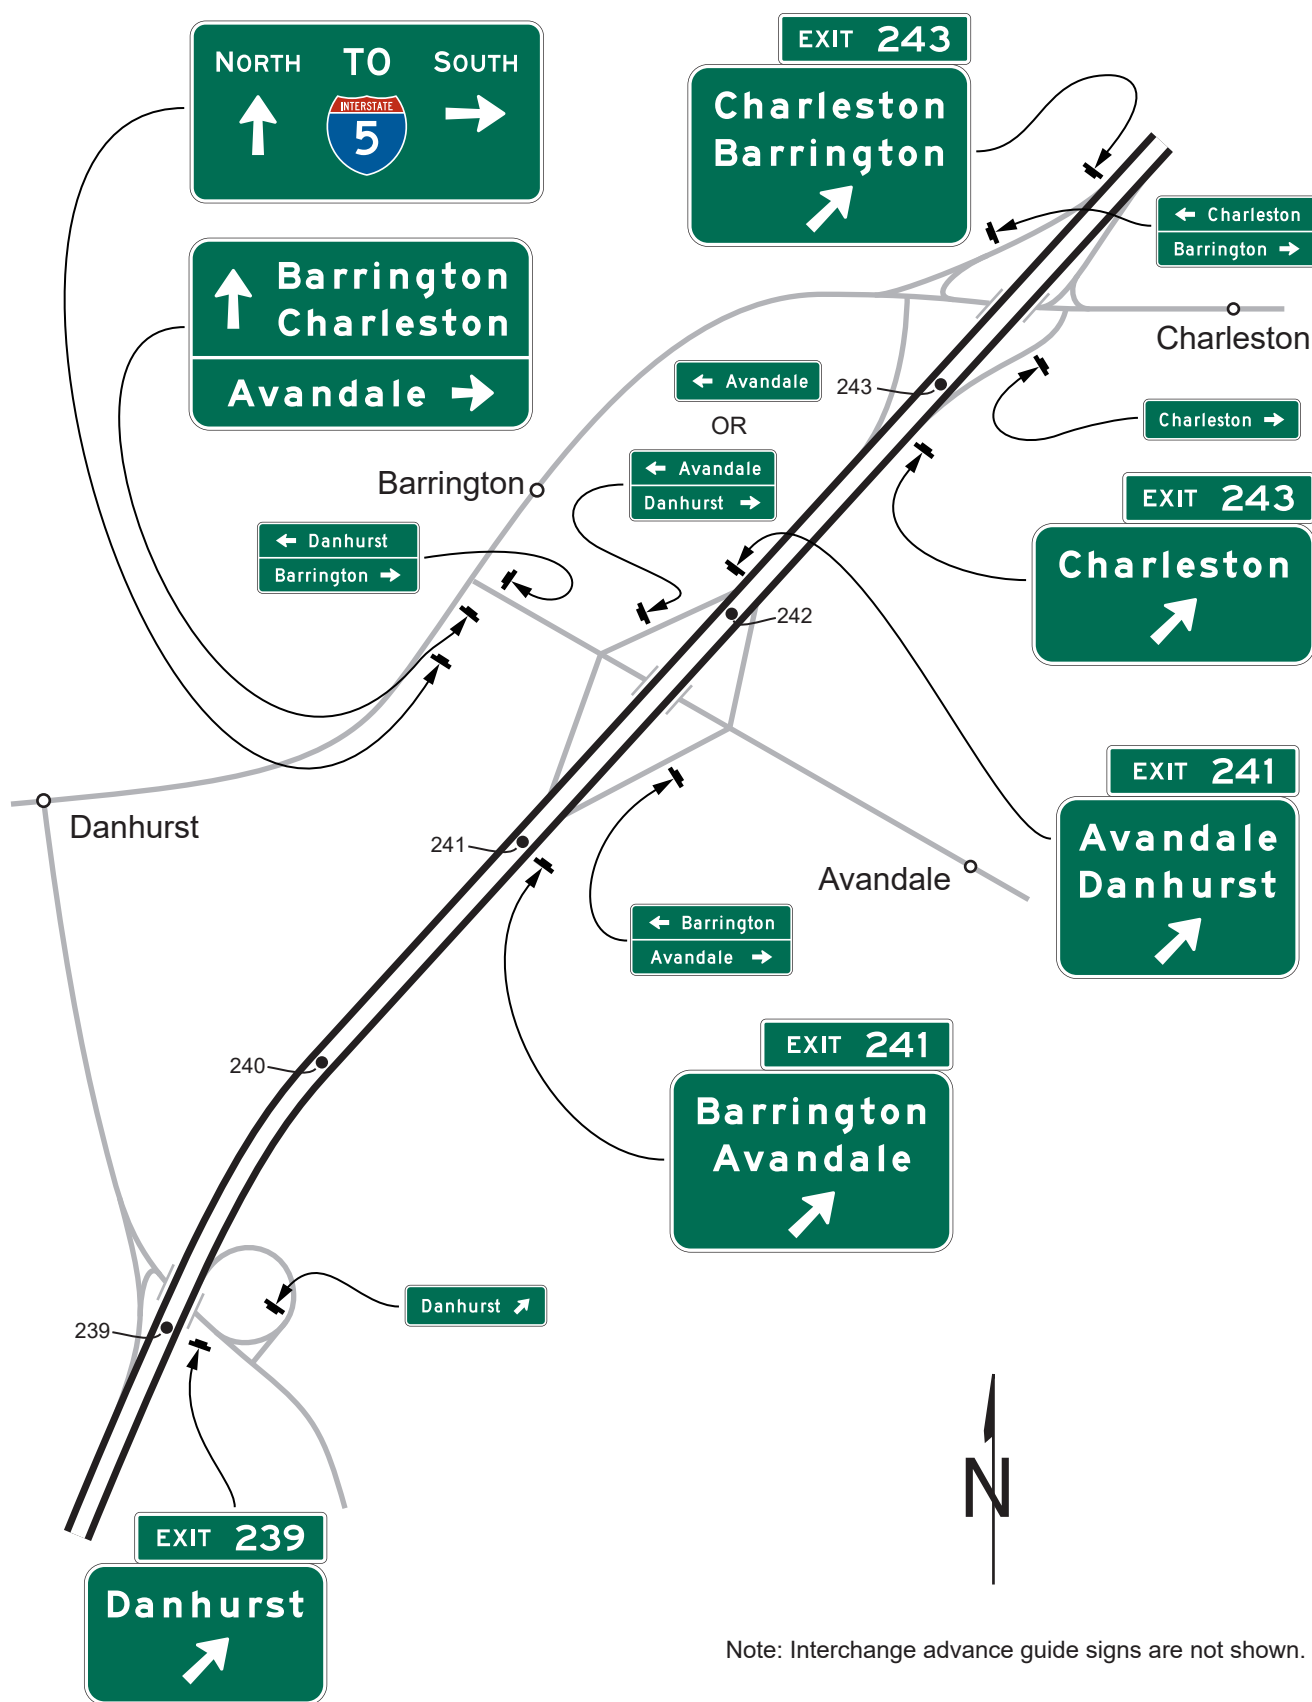 NORTH TO SOUTH
INTERSTATE
5
EXIT 243
Charleston
Barrington
Barrington
Charleston
Avandale
Charleston
Barrington
Charleston
Avandale
243
OR
Charleston
Avandale
Danhurst
Barrington
EXIT 243
Charleston
Danhurst
Barrington
242
EXIT 241
Avandale
Danhurst
Danhurst
241
Avandale
Barrington
Avandale
EXIT 241
Barrington
Avandale
240
Danhurst
239
N
EXIT 239
Danhurst
Note: Interchange advance guide signs are not shown.